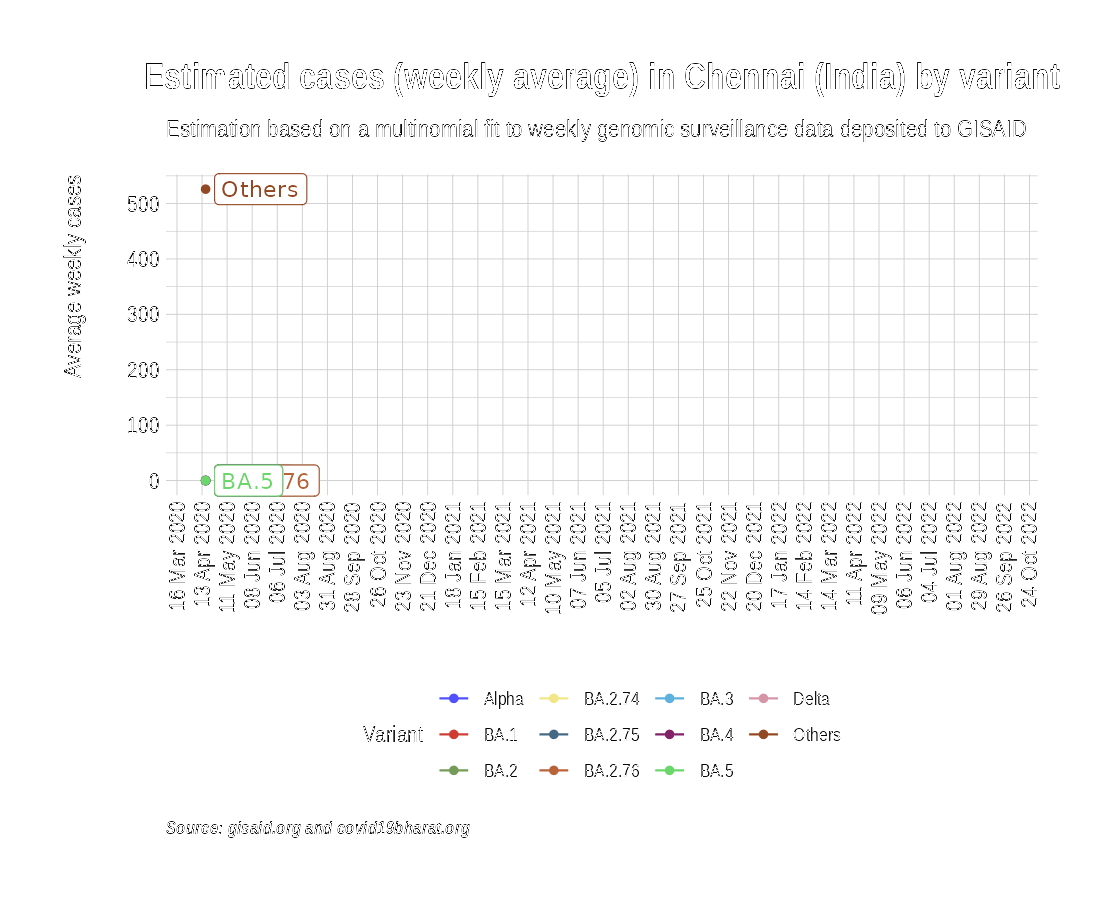 Estimated cases (weekly average) in Chennai (India) by variant
Estimation based on a multinomial fit to weekly genomic surveillance data deposited to GISAID
Average weekly cases
500
400
300
200
100
0
Others
BA.5
76
16 Mar 2020
13 Apr 2020
11 May 2020
08 Jun 2020
06 Jul 2020
03 Aug 2020
31 Aug 2020
28 Sep 2020
26 Oct 2020
23 Nov 2020
21 Dec 2020
18 Jan 2021
15 Feb 2021
15 Mar 2021
12 Apr 2021
10 May 2021
07 Jun 2021
05 Jul 2021
02 Aug 2021
30 Aug 2021
27 Sep 2021
25 Oct 2021
22 Nov 2021
20 Dec 2021
17 Jan 2022
14 Feb 2022
14 Mar 2022
11 Apr 2022
09 May 2022
06 Jun 2022
04 Jul 2022
01 Aug 2022
29 Aug 2022
26 Sep 2022
24 Oct 2022
Variant
Alpha
BA.1
BA.2
BA.2.74
BA.2.75
BA.2.76
BA.3
BA.4
BA.5
Delta
Others
Source: gisaid.org and covid19bharat.org